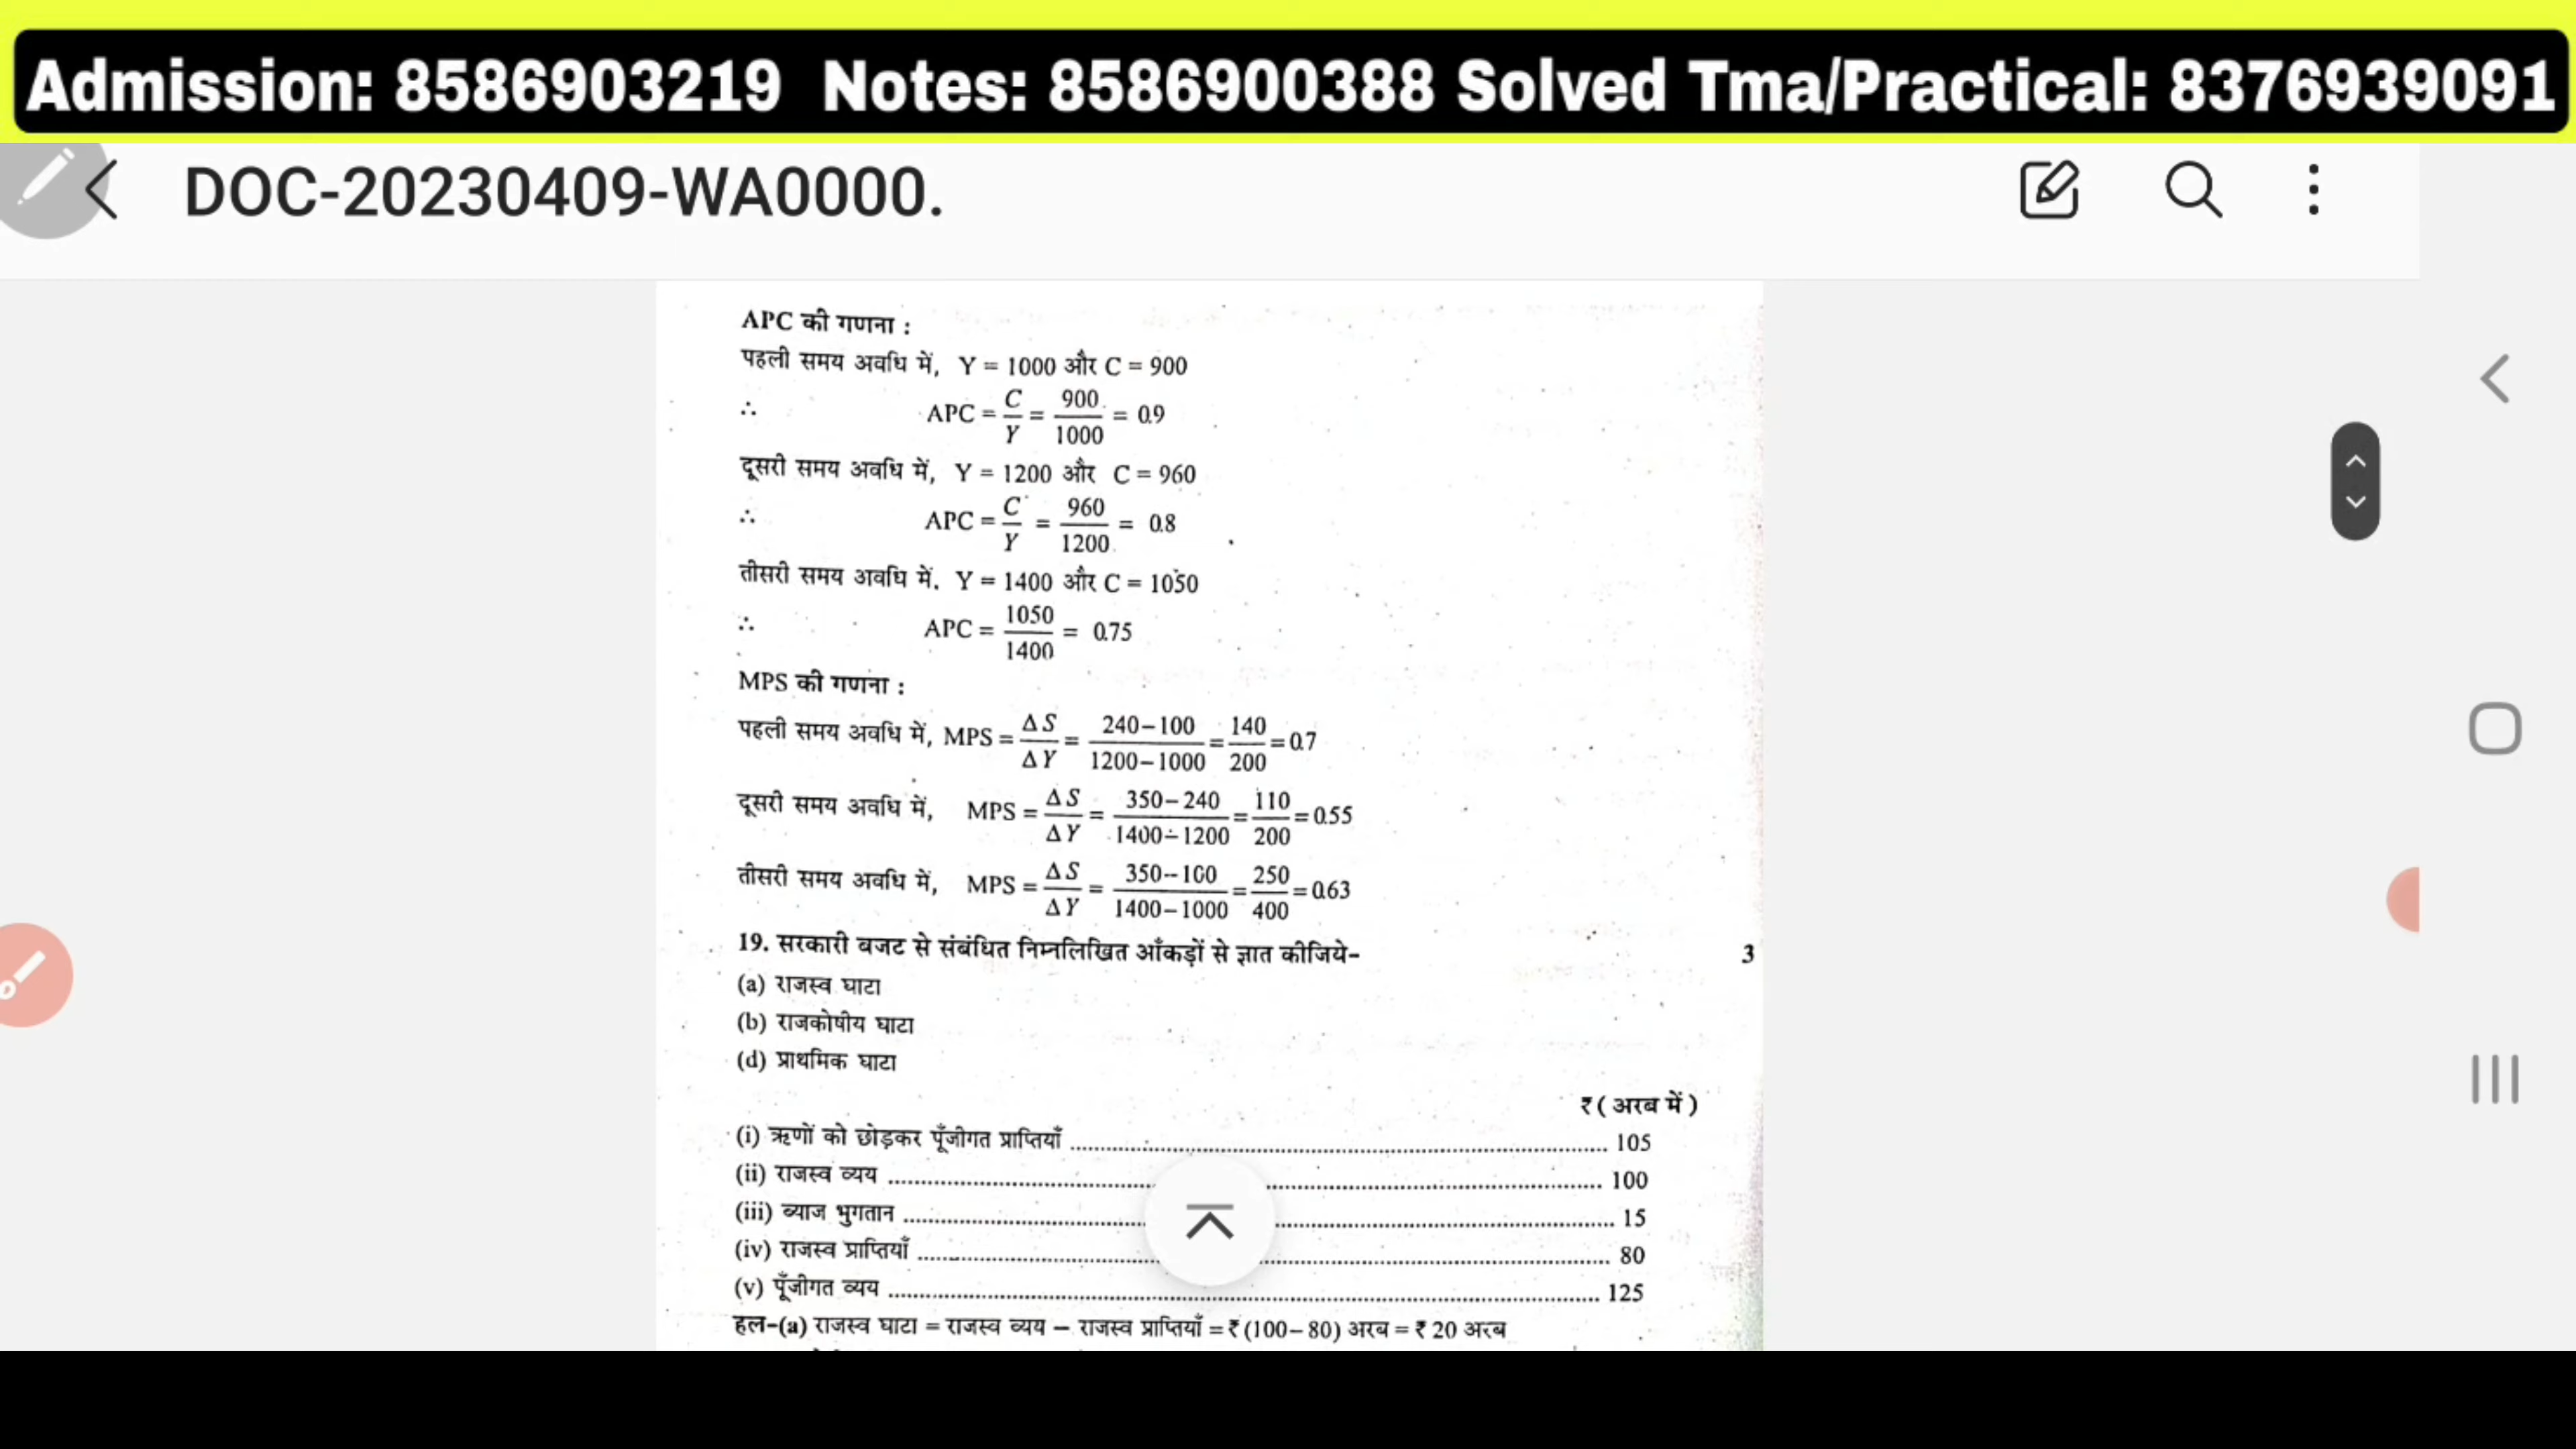 Admission: 8586903219 Notes: 8586900388 Solved Tma/Practical: 8376939091
DOC-20230409-WA0000.
APC की गणना :
पहली समय अवधि में, Y = 1000 और C = 900
∴ APC = C/Y = 900/1000 = 0.9
दूसरी समय अवधि में, Y = 1200 और C = 960
∴ APC = C/Y = 960/1200 = 0.8
तीसरी समय अवधि में, Y = 1400 और C = 1050
∴ APC = 1050/1400 = 0.75
MPS की गणना :
पहली समय अवधि में, MPS = ΔS/ΔY = 240–100/1200–1000 = 140/200 = 0.7
दूसरी समय अवधि में, MPS = ΔS/ΔY = 350–240/1400–1200 = 110/200 = 0.55
तीसरी समय अवधि में, MPS = ΔS/ΔY = 350–100/1400–1000 = 250/400 = 0.63
19. सरकारी बजट से संबंधित निम्नलिखित आँकड़ों से ज्ञात कीजिये– 3
(a) राजस्व घाटा
(b) राजकोषीय घाटा
(d) प्राथमिक घाटा
₹ ( अरब में )
(i) ऋणों को छोड़कर पूँजीगत प्राप्तियाँ ........ 105
(ii) राजस्व व्यय ........ 100
(iii) ब्याज भुगतान ........ 15
(iv) राजस्व प्राप्तियाँ ........ 80
(v) पूँजीगत व्यय ........ 125
हल–(a) राजस्व घाटा = राजस्व व्यय – राजस्व प्राप्तियाँ = ₹ (100–80) अरब = ₹ 20 अरब